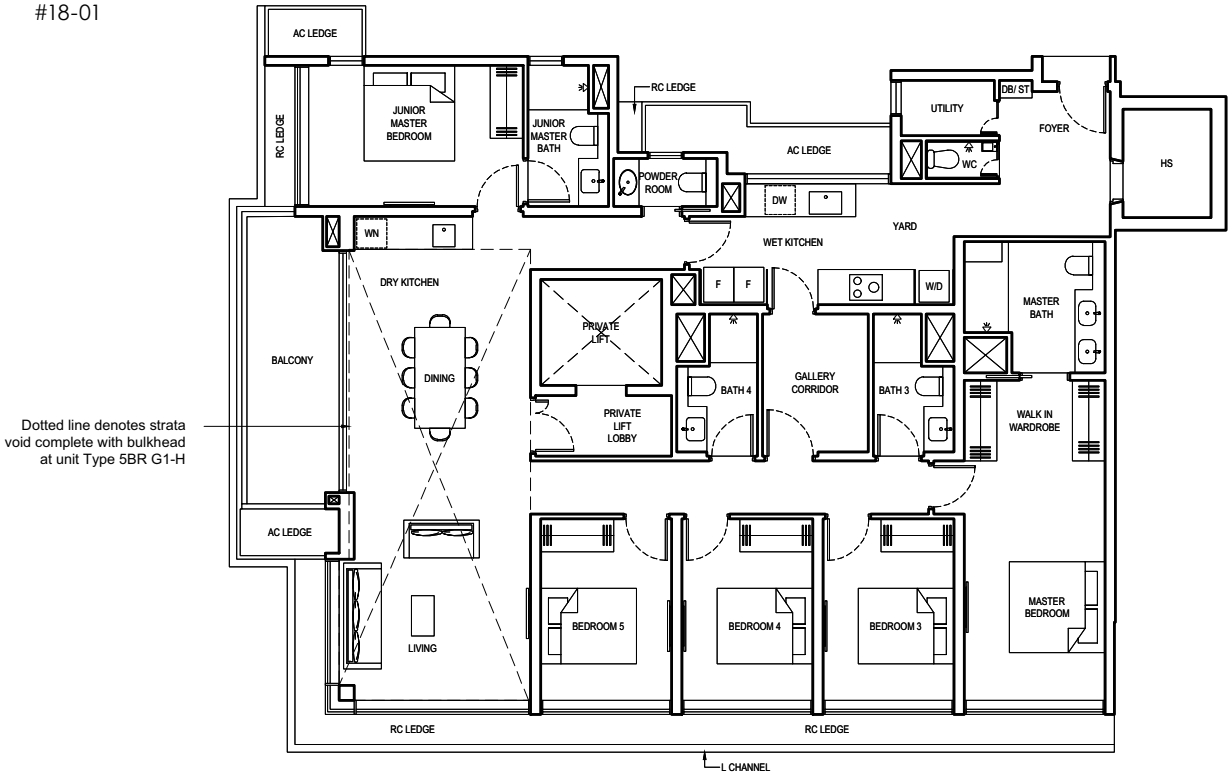 #18-01
AC LEDGE
RC LEDGE
JUNIOR
MASTER
BEDROOM
JUNIOR
MASTER
BATH
RC LEDGE
AC LEDGE
UTILITY
DB/ ST
FOYER
WC
HS
POWDER
ROOM
DW
WET KITCHEN
YARD
WN
DRY KITCHEN
F
F
W/D
MASTER
BATH
BALCONY
DINING
PRIVATE
LIFT
PRIVATE
LIFT
LOBBY
BATH 4
GALLERY
CORRIDOR
BATH 3
WALK IN
WARDROBE
Dotted line denotes strata
void complete with bulkhead
at unit Type 5BR G1-H
AC LEDGE
LIVING
BEDROOM 5
BEDROOM 4
BEDROOM 3
MASTER
BEDROOM
RC LEDGE
RC LEDGE
L CHANNEL